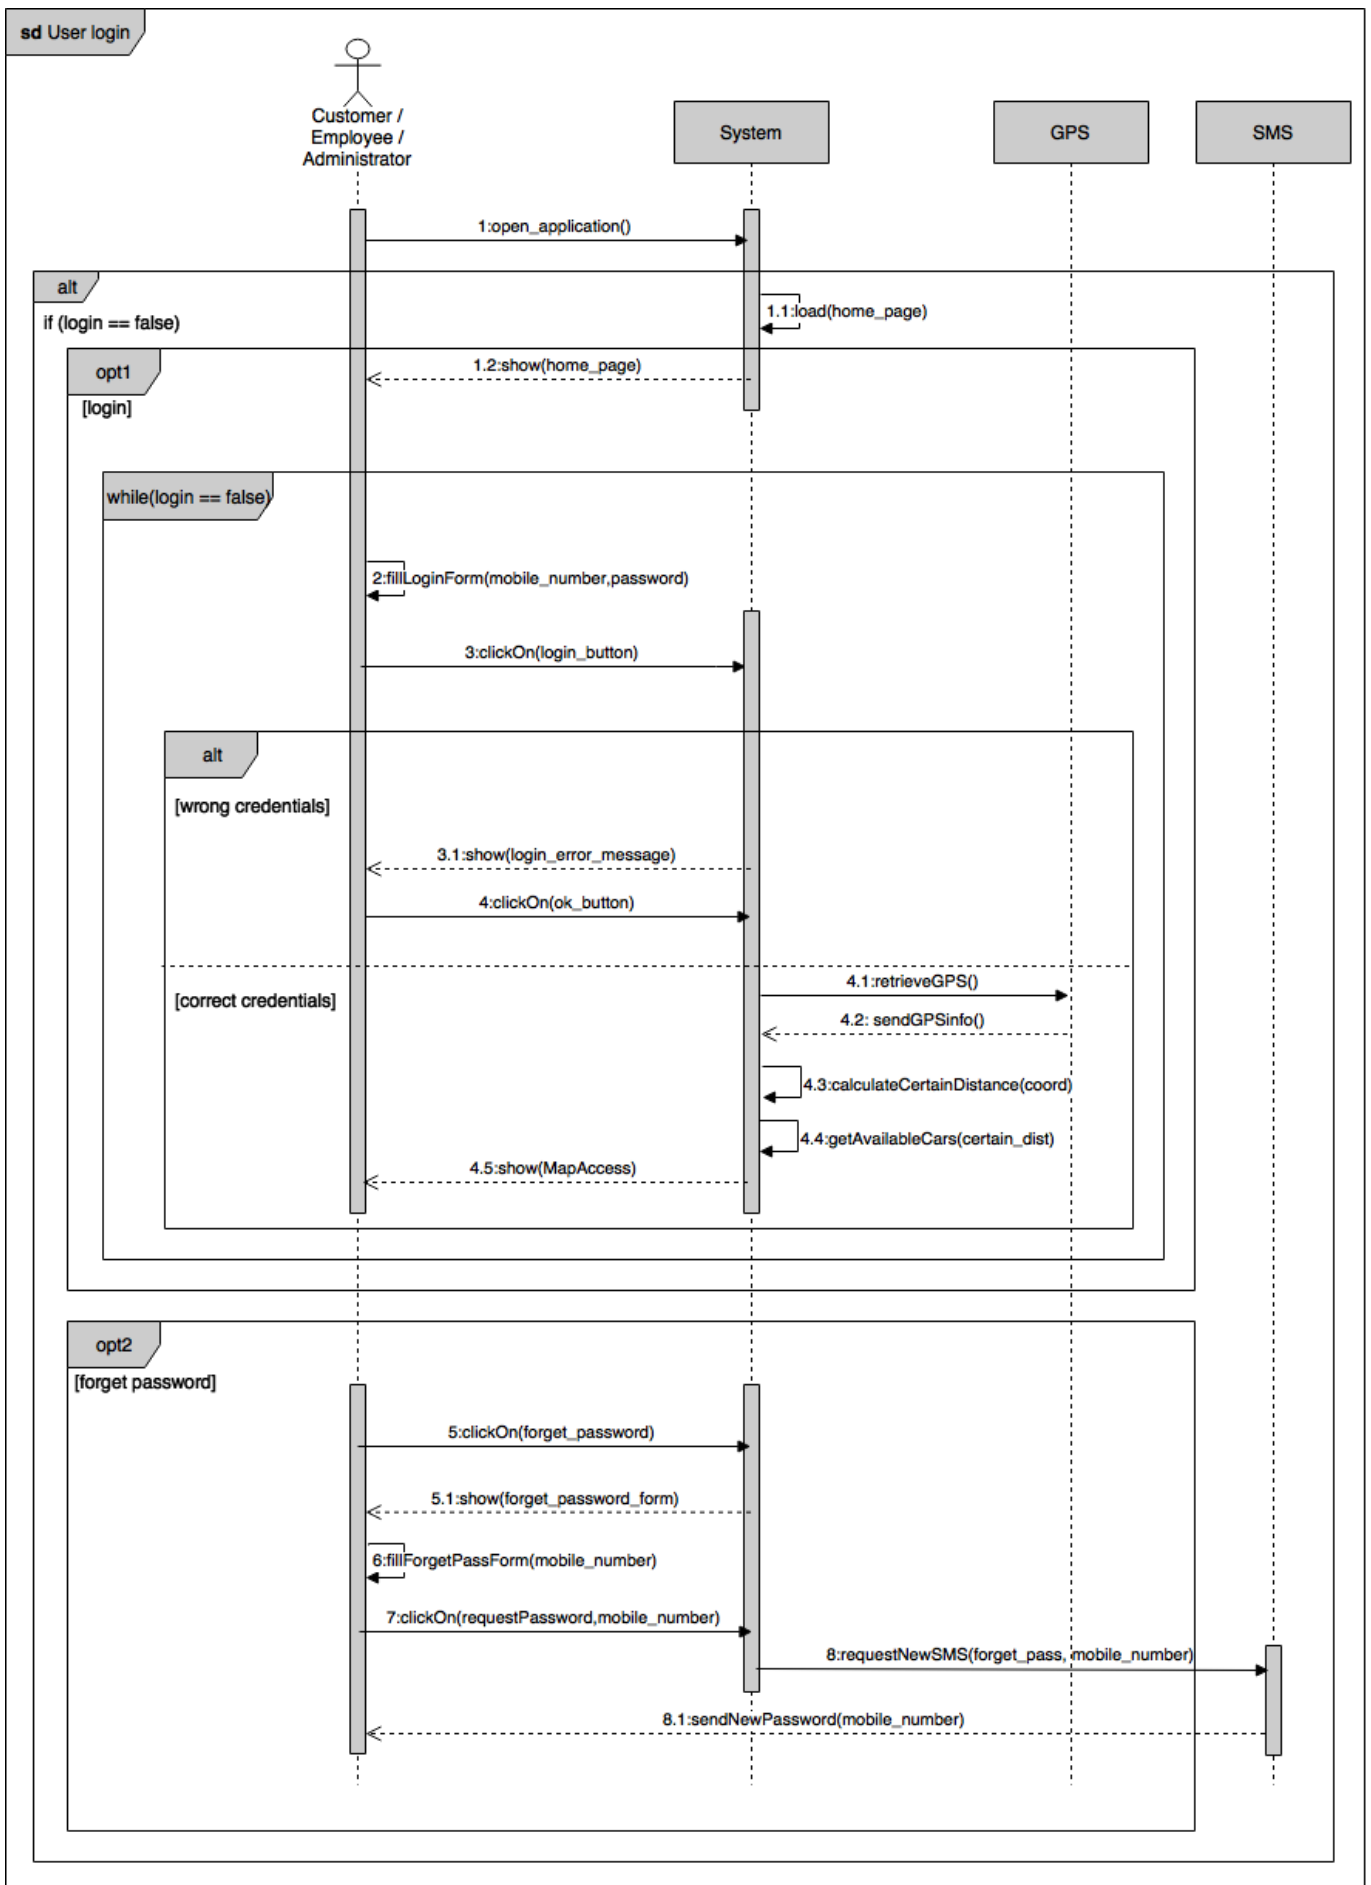 sd User login
Customer /
Employee /
Administrator
System
GPS
SMS
1:open_application()
alt
if (login == false)
1.1:load(home_page)
opt1
[login]
1.2:show(home_page)
while(login == false)
2:fillLoginForm(mobile_number,password)
3:clickOn(login_button)
alt
[wrong credentials]
3.1:show(login_error_message)
4:clickOn(ok_button)
[correct credentials]
4.1:retrieveGPS()
4.2: sendGPSinfo()
4.3:calculateCertainDistance(coord)
4.4:getAvailableCars(certain_dist)
4.5:show(MapAccess)
opt2
[forget password]
5:clickOn(forget_password)
5.1:show(forget_password_form)
6:fillForgetPassForm(mobile_number)
7:clickOn(requestPassword,mobile_number)
8:requestNewSMS(forget_pass, mobile_number)
8.1:sendNewPassword(mobile_number)